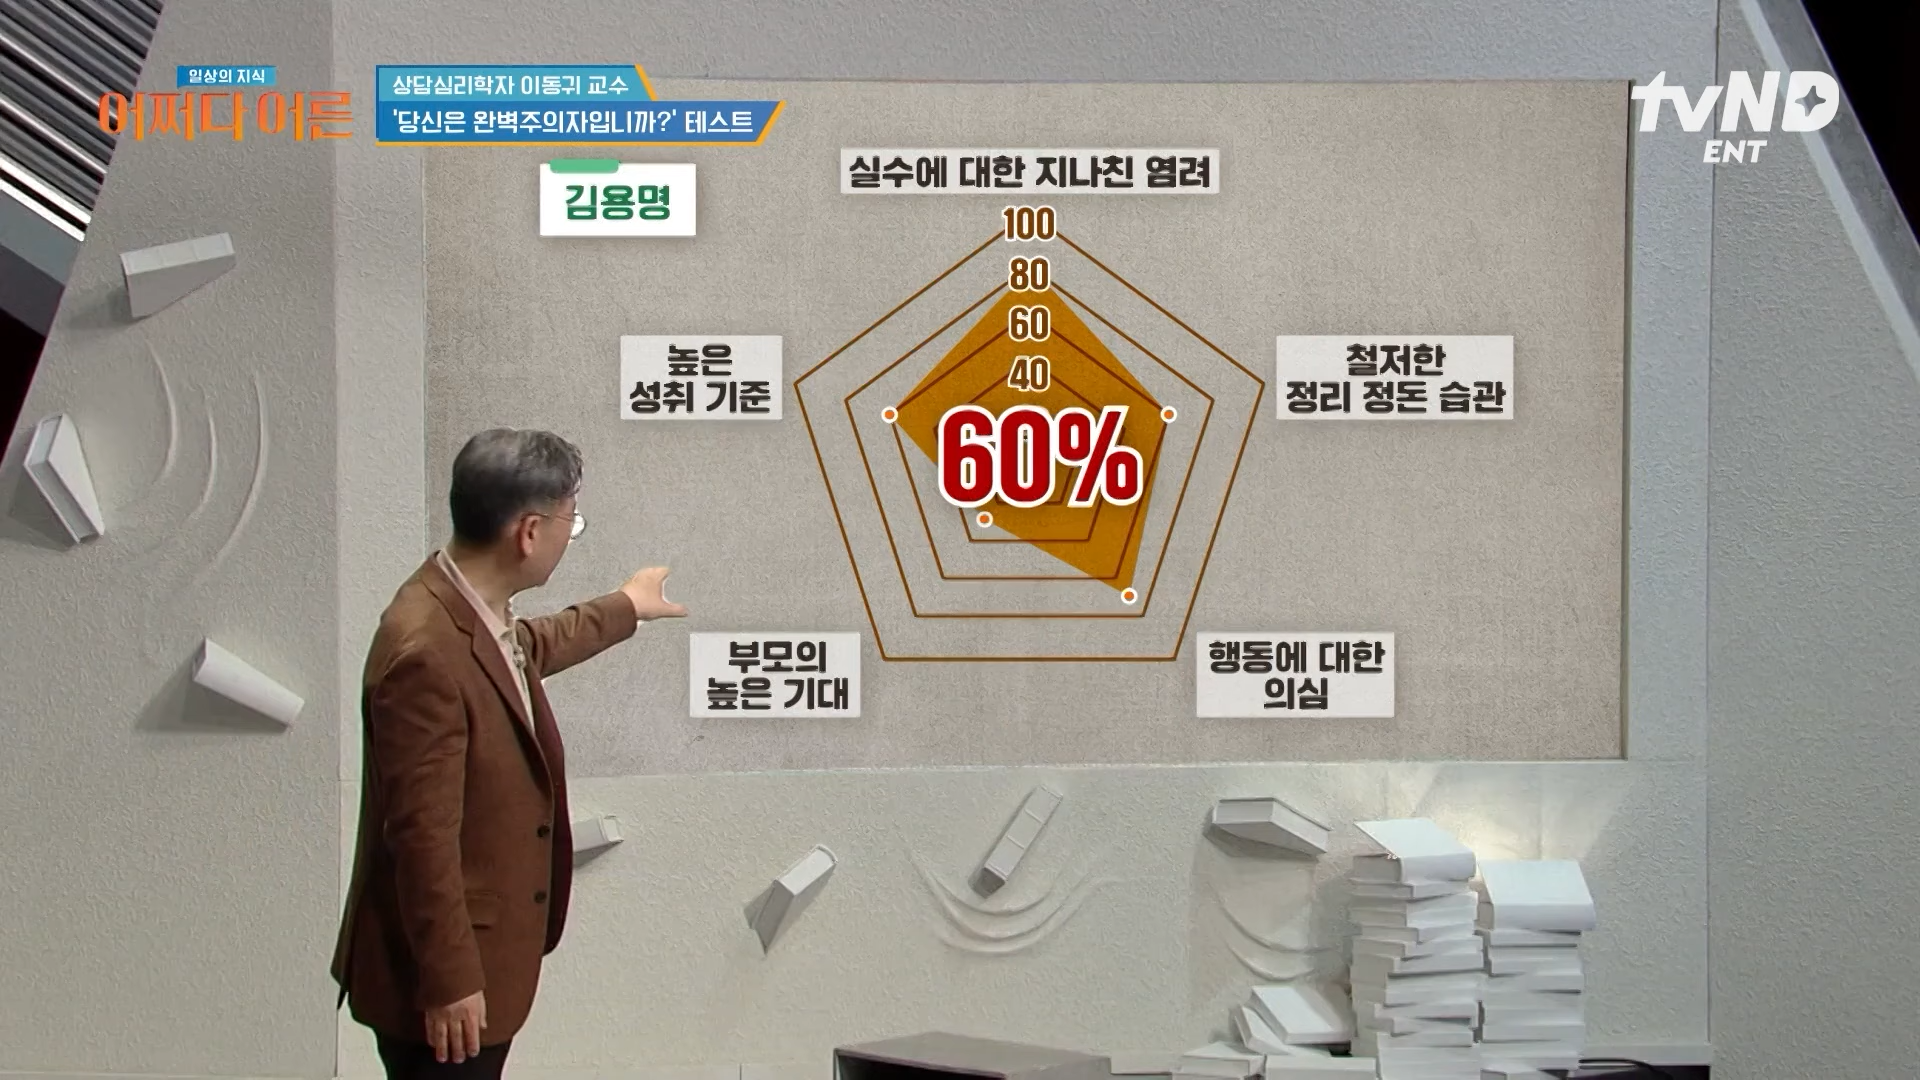 일상의 지식
어쩌다 어른
상담심리학자 이동귀 교수
'당신은 완벽주의자입니까?' 테스트
tvND
ENT
김용명
실수에 대한 지나친 염려
100
80
60
40
60%
높은
성취 기준
철저한
정리 정돈 습관
부모의
높은 기대
행동에 대한
의심